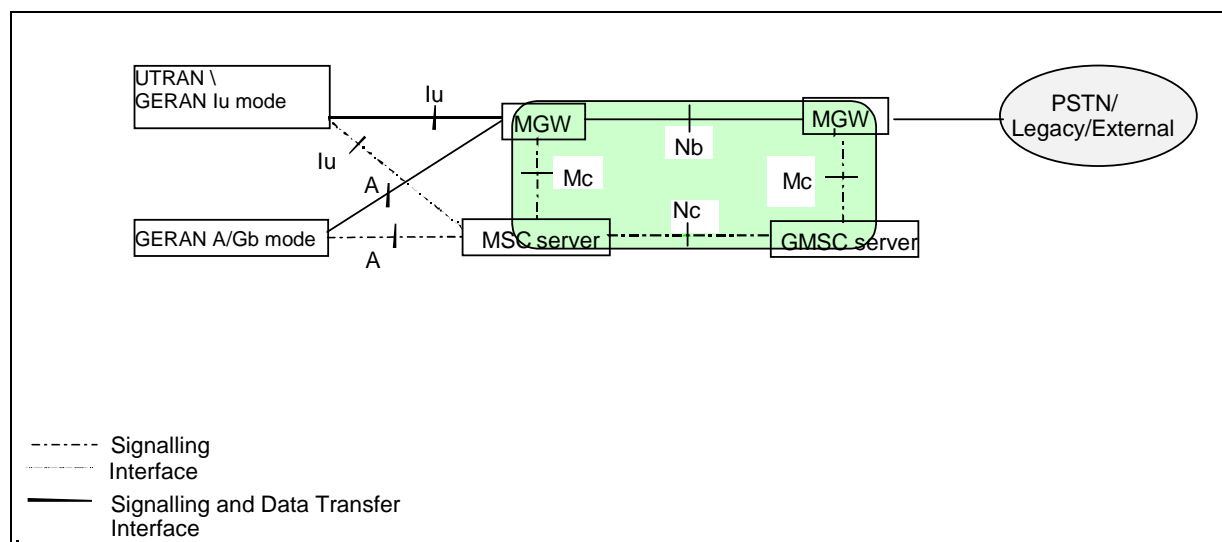 UTRAN \
GERAN Iu mode
Iu
MGW
MGW
PSTN/
Legacy/External
Nb
Iu
Mc
Mc
A
Nc
GERAN A/Gb mode
MSC server
GMSC server
A
Signalling
Interface
Signalling and Data Transfer
Interface